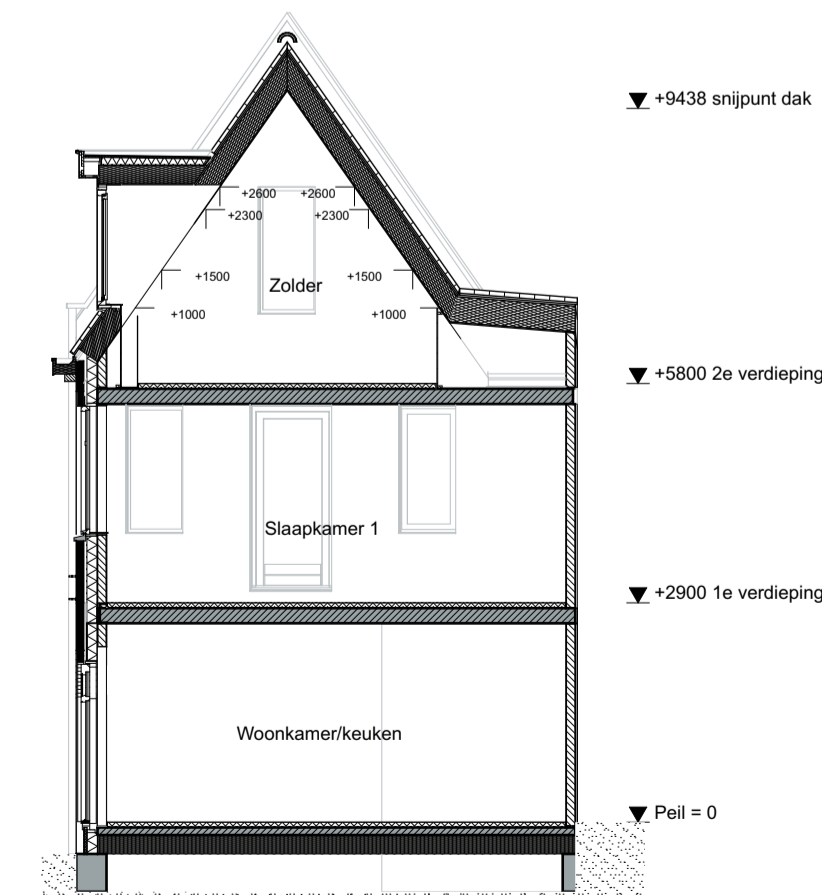 +9438 snijpunt dak
+2600 +2600
+2300 +2300
+1500 +1500
Zolder
+1000 +1000
+5800 2e verdieping
Slaapkamer 1
+2900 1e verdieping
Woonkamer/keuken
Peil = 0